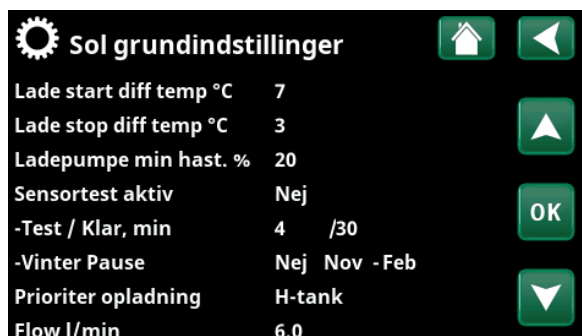 Sol grundindstillinger
Lade start diff temp °C 7
Lade stop diff temp °C 3
Ladepumpe min hast. % 20
Sensortest aktiv Nej
-Test / Klar, min 4 /30
-Vinter Pause Nej Nov - Feb
Prioriter opladning H-tank
Flow l/min 6.0
OK